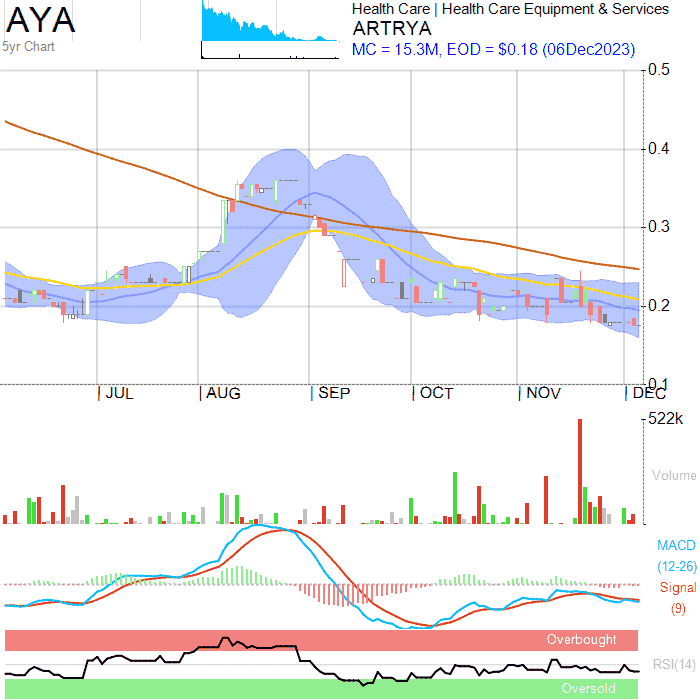 AYA
5yr Chart
Health Care | Health Care Equipment & Services
ARTRYA
MC = 15.3M, EOD = $0.18 (06Dec2023)
0.5
0.4
0.3
0.2
0.1
JUL AUG SEP OCT NOV DEC
522k
Volume
MACD
(12-26)
Signal
(9)
Overbought
RSI(14)
Oversold